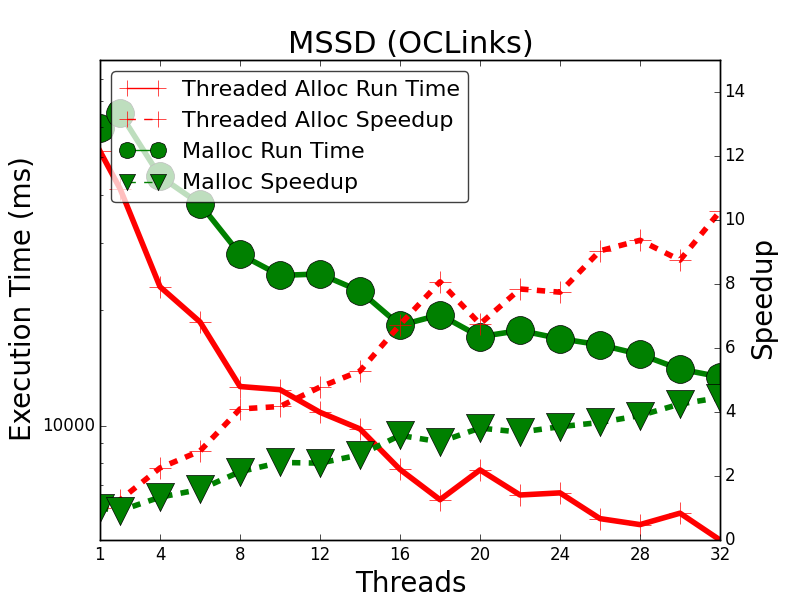 MSSD (OCLinks)
Threaded Alloc Run Time
Threaded Alloc Speedup
Malloc Run Time
Malloc Speedup
Execution Time (ms)
10000
Speedup
14
12
10
8
6
4
2
0
1 4 8 12 16 20 24 28 32
Threads